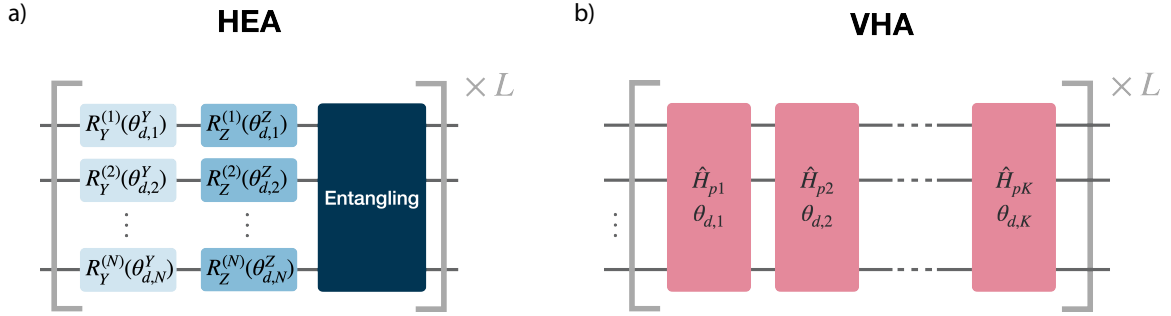 a)
HEA
× L
R_Y^{(1)}(θ_{d,1}^Y)
R_Z^{(1)}(θ_{d,1}^Z)
R_Y^{(2)}(θ_{d,2}^Y)
R_Z^{(2)}(θ_{d,2}^Z)
⋮ ⋮
R_Y^{(N)}(θ_{d,N}^Y)
R_Z^{(N)}(θ_{d,N}^Z)
Entangling
b)
VHA
× L
⋮
Ĥ_{p1}
θ_{d,1}
Ĥ_{p2}
θ_{d,2}
Ĥ_{pK}
θ_{d,K}